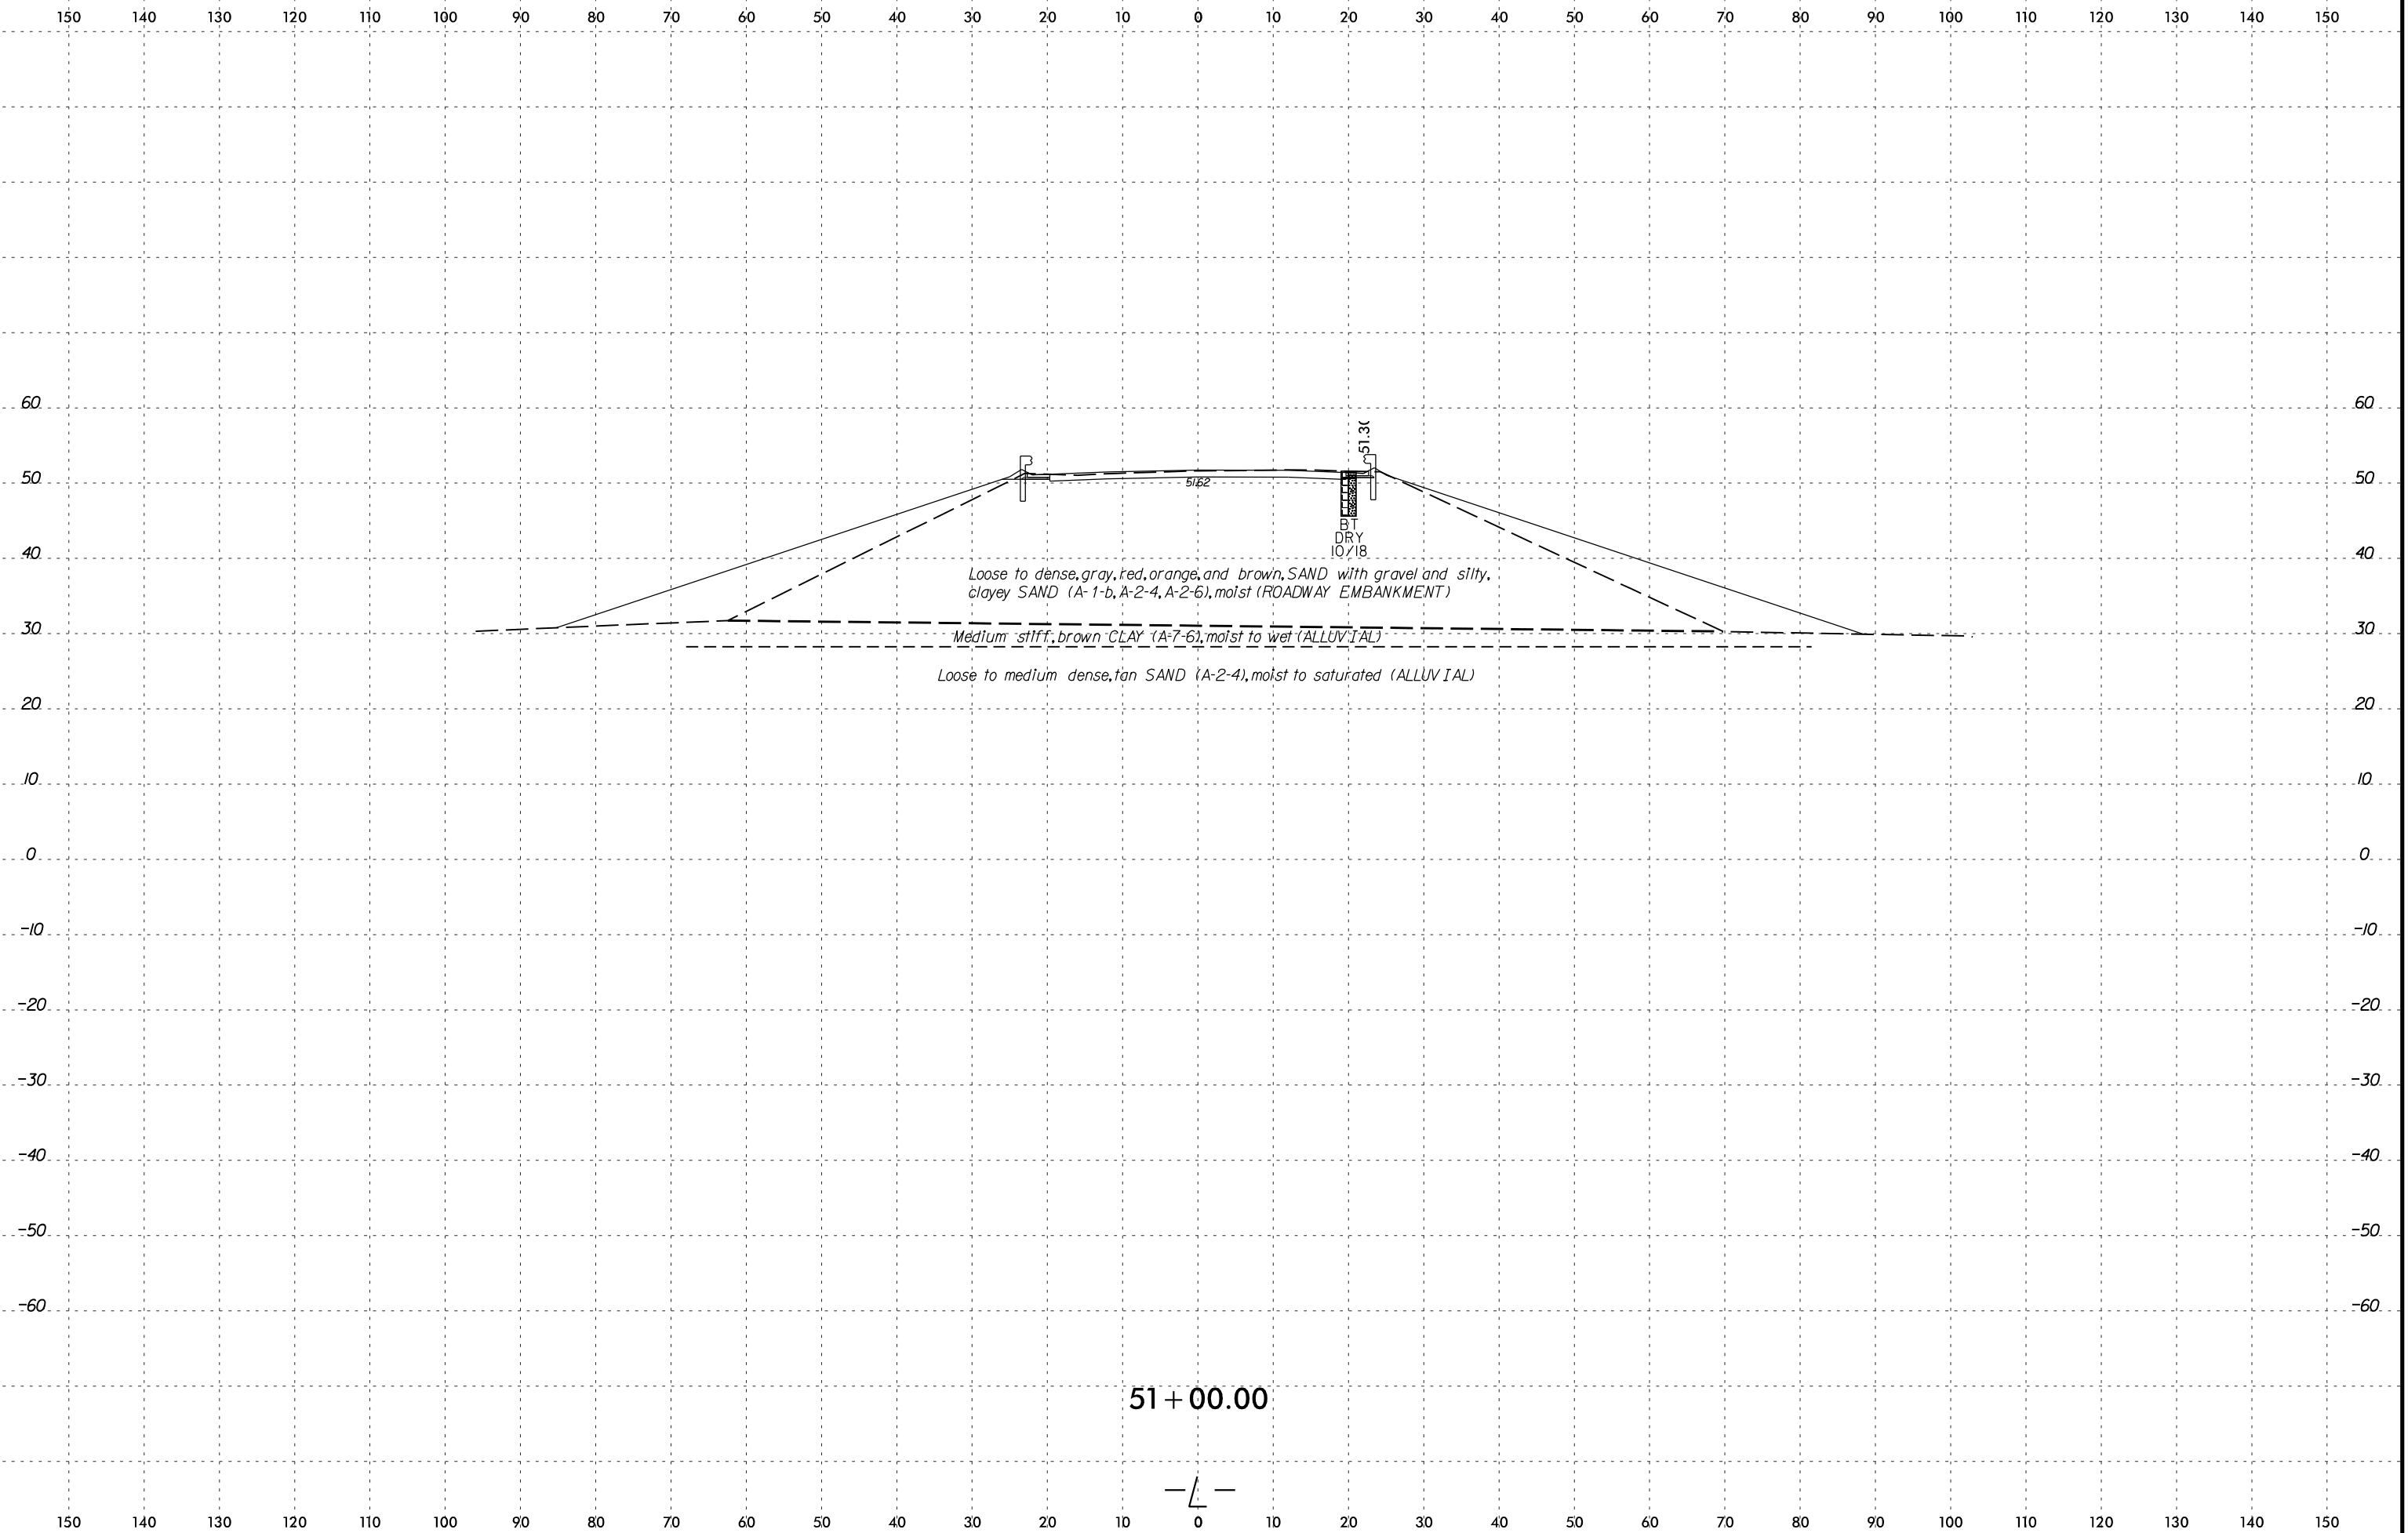 150 140 130 120 110 100 90 80 70 60 50 40 30 20 10 0 10 20 30 40 50 60 70 80 90 100 110 120 130 140 150
60 60
51.30
50 50
51.62
BT
DRY
10/18
40 40
Loose to dense, gray, red, orange, and brown, SAND with gravel and silty,
clayey SAND (A-1-b, A-2-4, A-2-6), moist (ROADWAY EMBANKMENT)
30 30
Medium stiff, brown CLAY (A-7-6), moist to wet (ALLUVIAL)
Loose to medium dense, tan SAND (A-2-4), moist to saturated (ALLUVIAL)
20 20
10 10
0 0
-10 -10
-20 -20
-30 -30
-40 -40
-50 -50
-60 -60
51+00.00
-L-
150 140 130 120 110 100 90 80 70 60 50 40 30 20 10 0 10 20 30 40 50 60 70 80 90 100 110 120 130 140 150